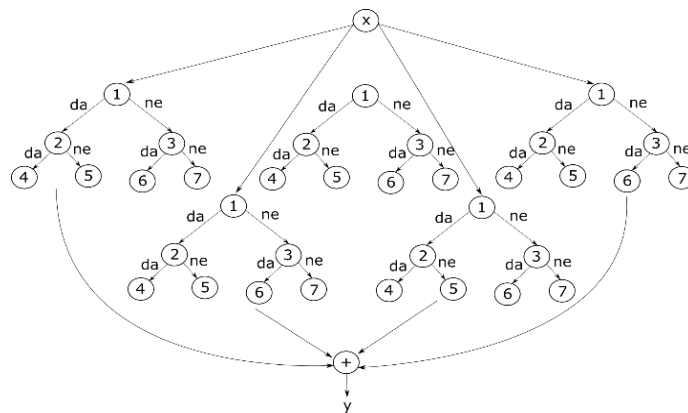 x
1 1 1
da ne da ne da ne
2 3 2 3 2 3
da ne da ne da ne da ne da ne da ne
4 5 6 7 4 5 6 7 4 5 6 7
1 1
da ne da ne
2 3 2 3
da ne da ne da ne da ne
4 5 6 7 4 5 6 7
+
y